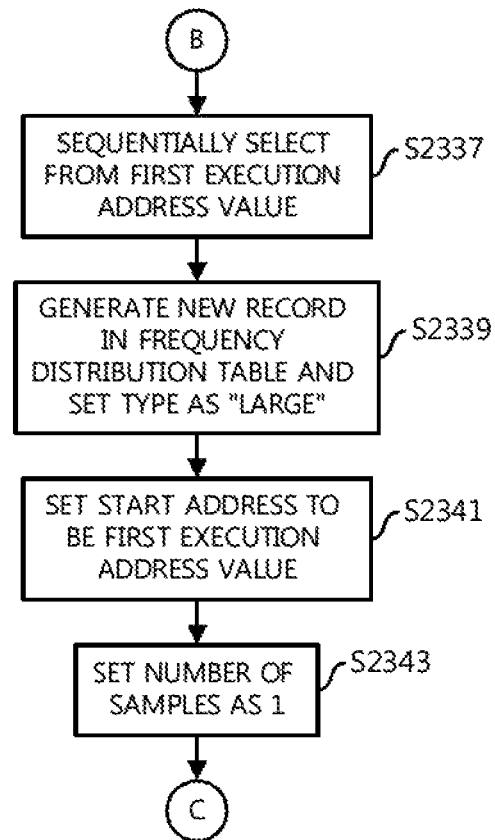 B
SEQUENTIALLY SELECT
FROM FIRST EXECUTION
ADDRESS VALUE
S2337
GENERATE NEW RECORD
IN FREQUENCY
DISTRIBUTION TABLE AND
SET TYPE AS "LARGE"
S2339
SET START ADDRESS TO
BE FIRST EXECUTION
ADDRESS VALUE
S2341
SET NUMBER OF
SAMPLES AS 1
S2343
C